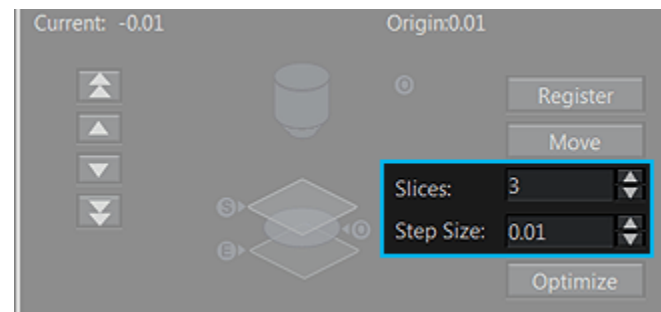 Current: -0.01 Origin:0.01
O
Register
Move
Slices: 3
S
O
Step Size: 0.01
E
Optimize